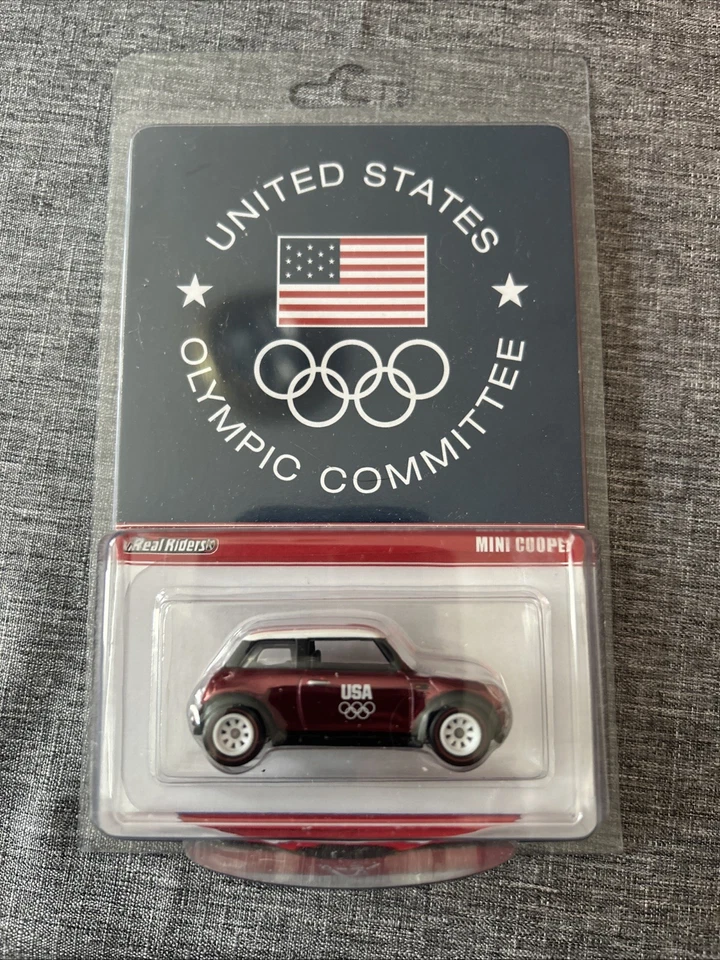 UNITED STATES
OLYMPIC COMMITTEE
Real Riders
MINI COOPER
USA